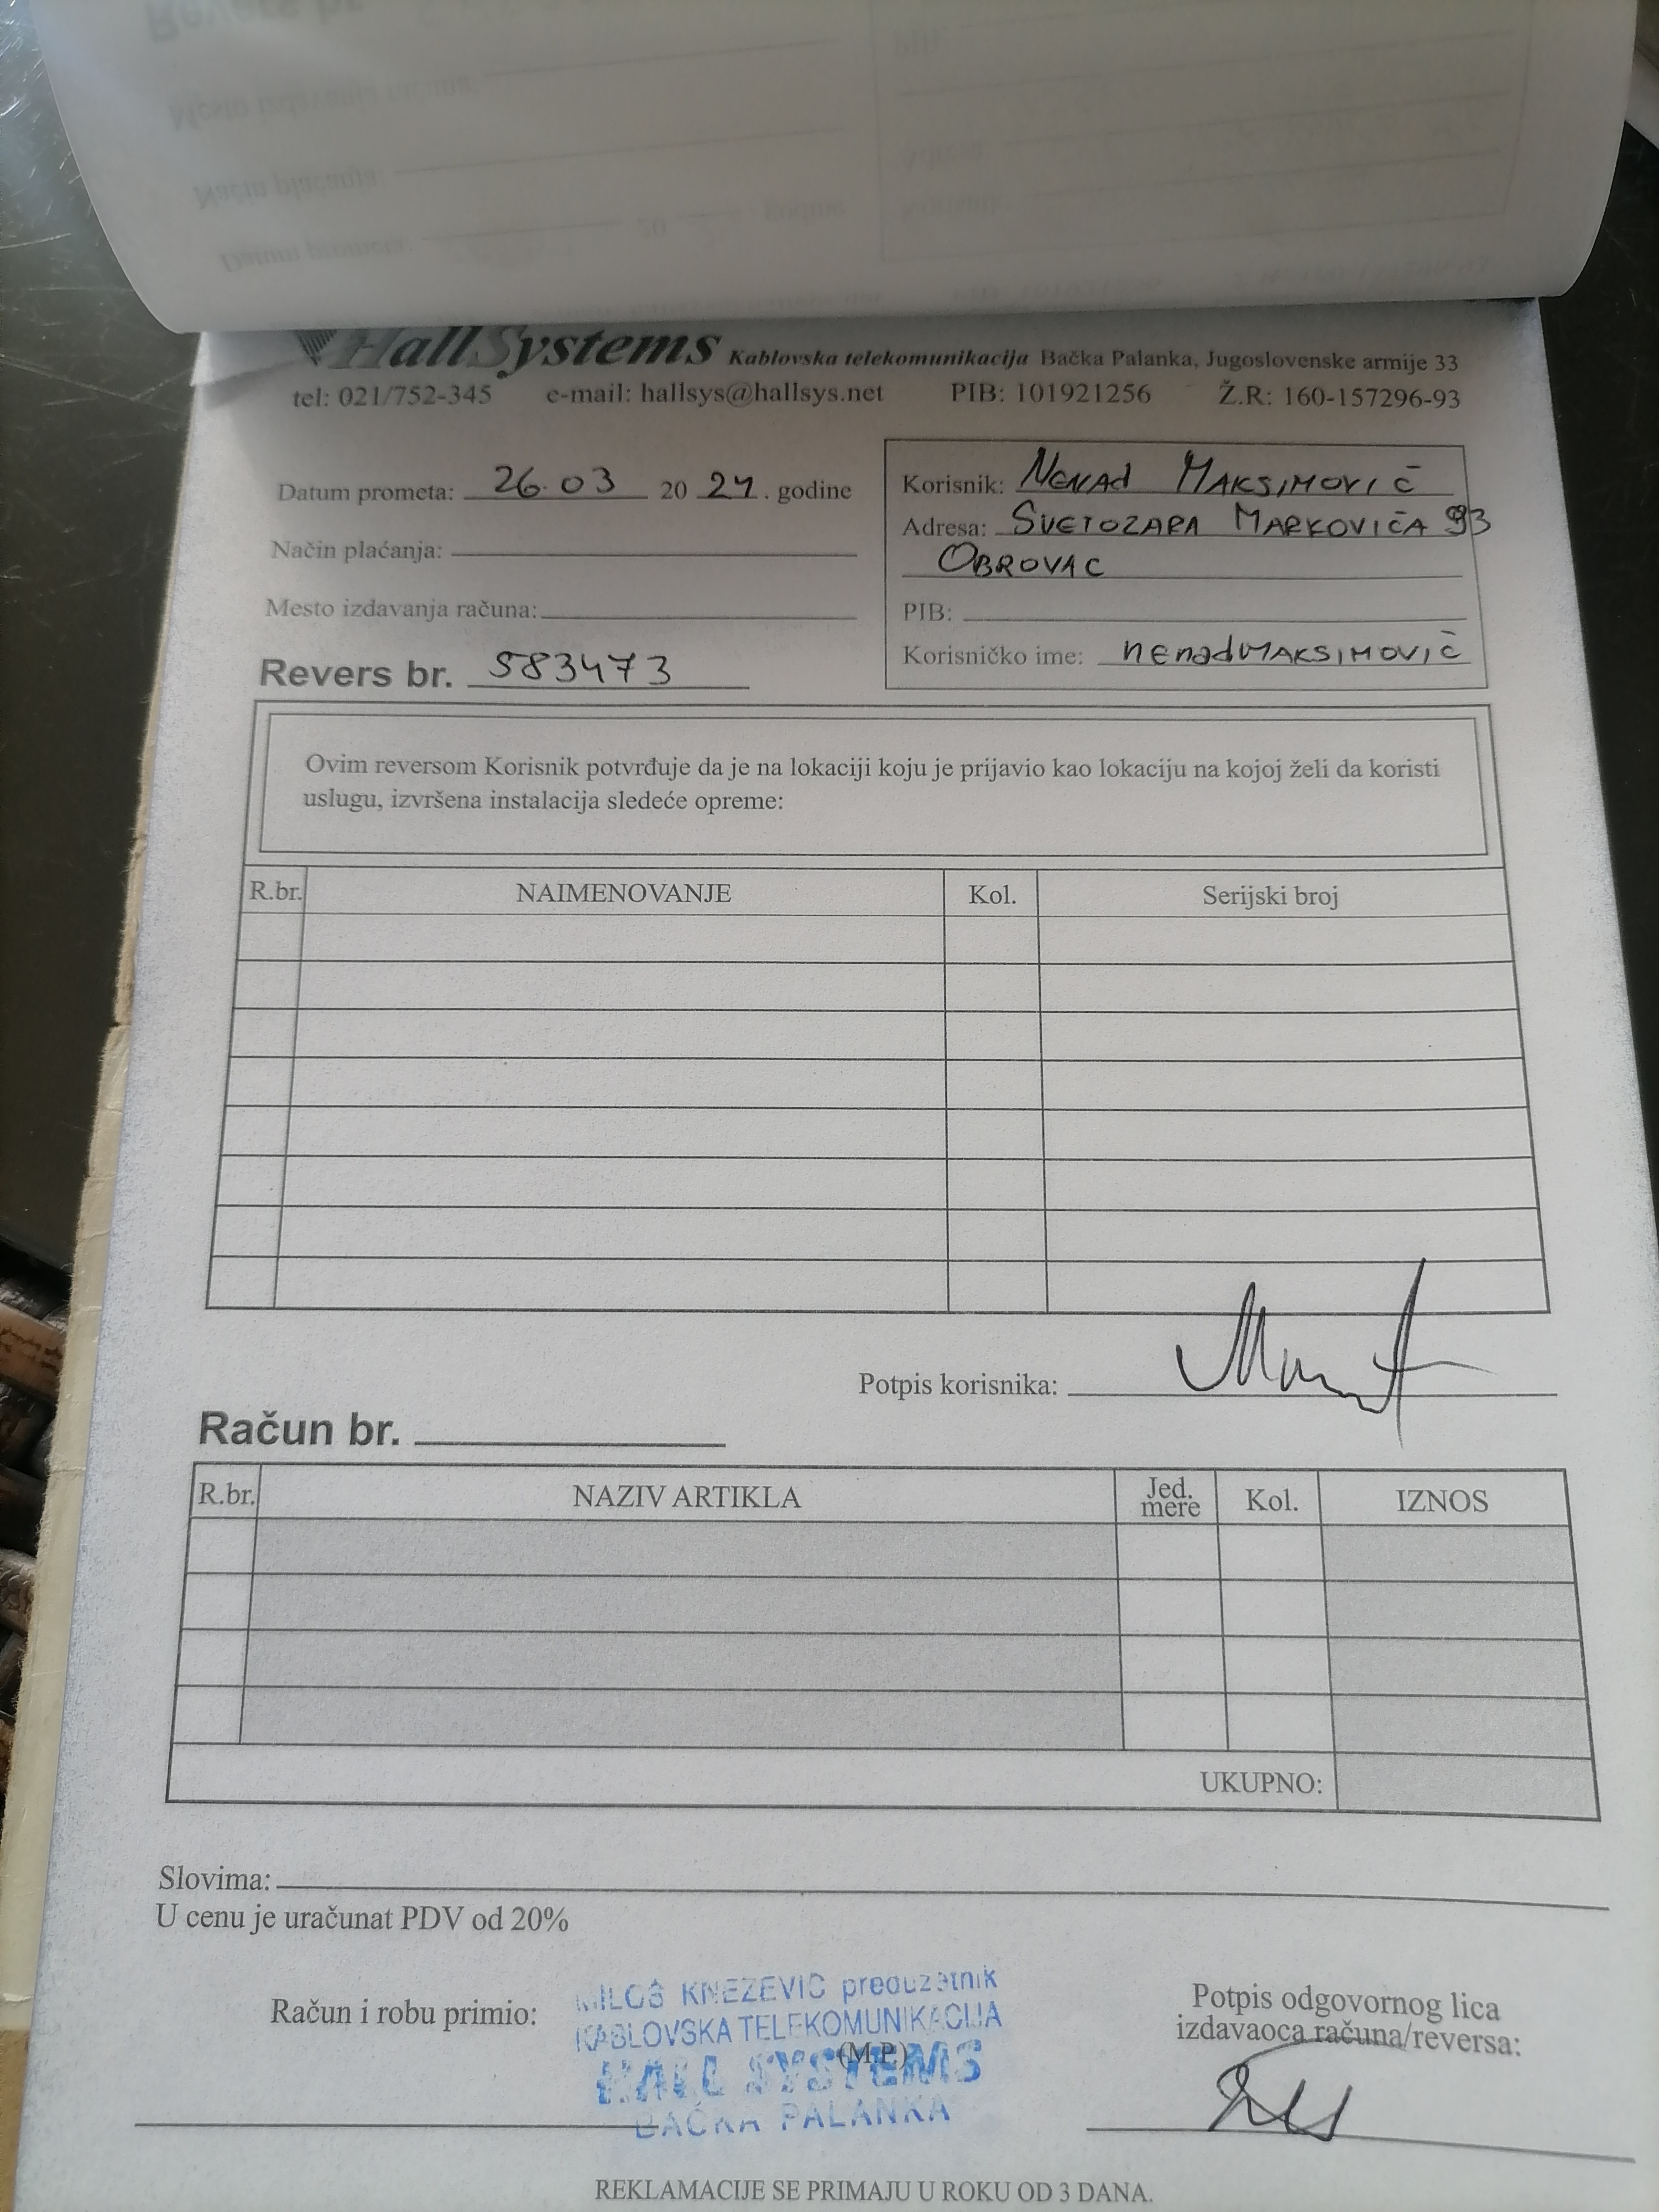 HallSystems Kablovska telekomunikacija Bačka Palanka, Jugoslovenske armije 33
tel: 021/752-345 e-mail: hallsys@hallsys.net PIB: 101921256 Ž.R: 160-157296-93
Datum prometa: 26.03 20 24. godine
Način plaćanja:
Mesto izdavanja računa:
Revers br. 583473
Korisnik: NENAD MAKSIMOVIČ
Adresa: SVETOZARA MARKOVIČA 93
OBROVAC
PIB:
Korisničko ime: nenadMAKSIMOVIČ
Ovim reversom Korisnik potvrđuje da je na lokaciji koju je prijavio kao lokaciju na kojoj želi da koristi
uslugu, izvršena instalacija sledeće opreme:
R.br. NAIMENOVANJE Kol. Serijski broj
Potpis korisnika:
Račun br.
R.br. NAZIV ARTIKLA Jed. mere Kol. IZNOS
UKUPNO:
Slovima:
U cenu je uračunat PDV od 20%
Račun i robu primio:
MILOŠ KNEZEVIC preduzetnik
KABLOVSKA TELEKOMUNIKACIJA
(M.P.)
HALL SYSTEMS
BAČKA PALANKA
Potpis odgovornog lica
izdavaoca računa/reversa:
REKLAMACIJE SE PRIMAJU U ROKU OD 3 DANA.